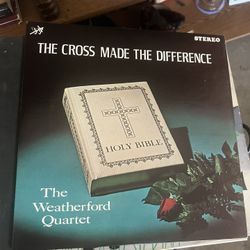 STEREO
THE CROSS MADE THE DIFFERENCE
HOLY BIBLE
The
Weatherford
Quartet